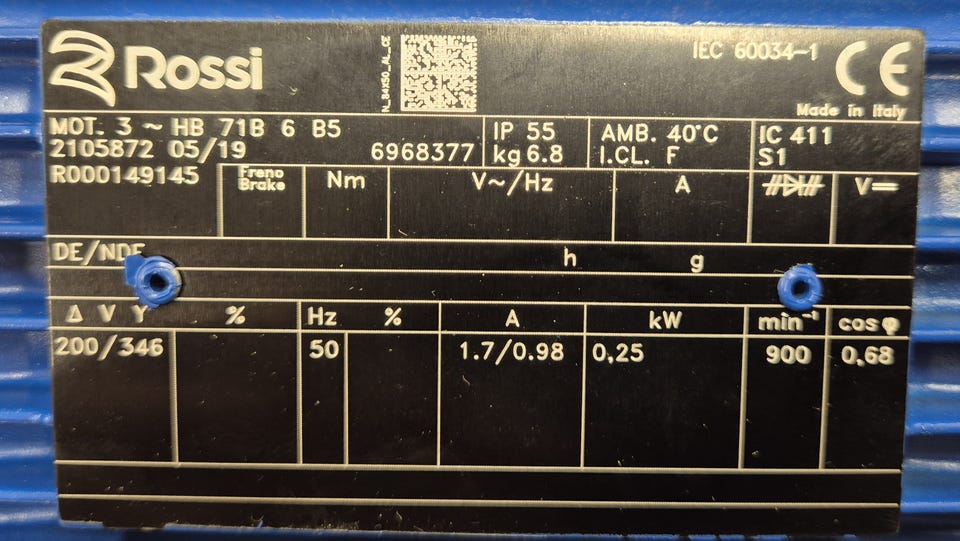 Rossi
N_84X50_AL_CE
IEC 60034-1
CE
Made in Italy
MOT. 3 ~ HB 71B 6 B5
2105872 05/19 6968377
IP 55
kg 6.8
AMB. 40°C
I.CL. F
IC 411
S1
R000149145
Freno
Brake
Nm
V~/Hz
A
V⎓
DE/NDE
h
g
Δ V Y % Hz % A kW min⁻¹ cos φ
200/346 50 1.7/0.98 0,25 900 0,68